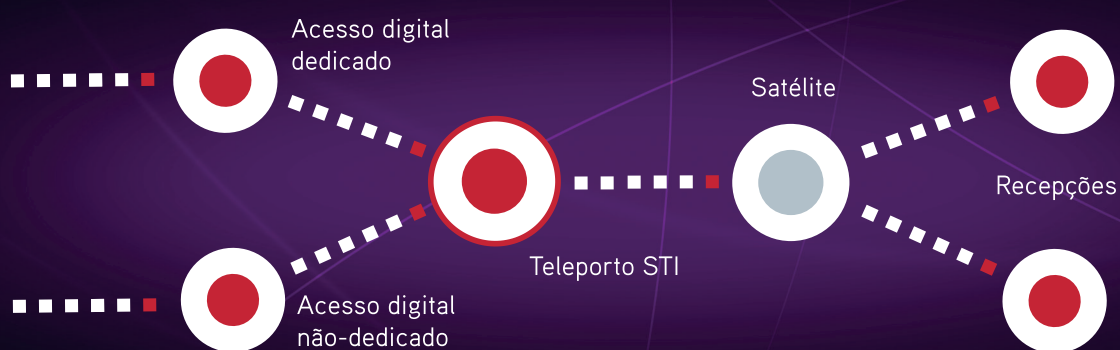 Acesso digital
dedicado
Satélite
Recepções
Teleporto STI
Acesso digital
não-dedicado